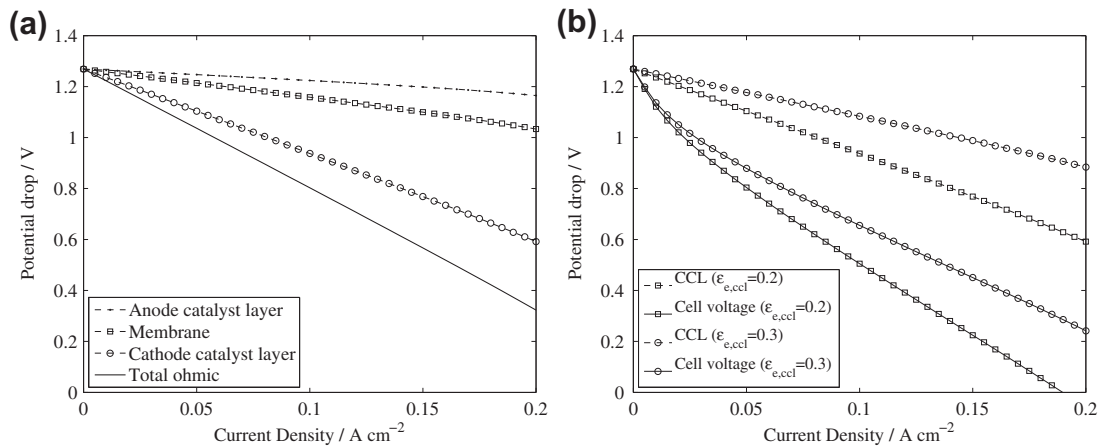 (a)
1.4
1.2
1
0.8
0.6
0.4
0.2
0
Potential drop / V
Anode catalyst layer
Membrane
Cathode catalyst layer
Total ohmic
0
0.05
0.1
0.15
0.2
Current Density / A cm⁻²
(b)
1.4
1.2
1
0.8
0.6
0.4
0.2
0
Potential drop / V
CCL (ε_e,ccl=0.2)
Cell voltage (ε_e,ccl=0.2)
CCL (ε_e,ccl=0.3)
Cell voltage (ε_e,ccl=0.3)
0
0.05
0.1
0.15
0.2
Current Density / A cm⁻²